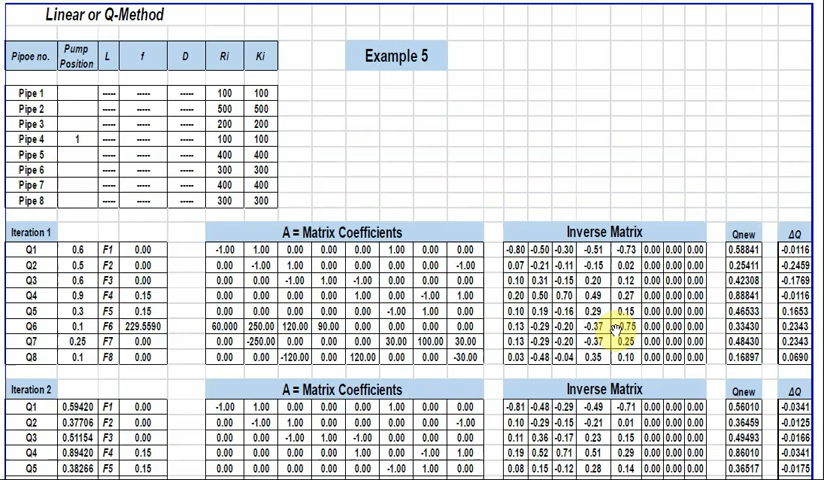 Linear or Q-Method
Pipoe no. Pump Position L f D Ri Ki Example 5
Pipe 1 ----- ----- ----- 100 100
Pipe 2 ----- ----- ----- 500 500
Pipe 3 ----- ----- ----- 200 200
Pipe 4 1 ----- ----- ----- 100 100
Pipe 5 ----- ----- ----- 400 400
Pipe 6 ----- ----- ----- 300 300
Pipe 7 ----- ----- ----- 400 400
Pipe 8 ----- ----- ----- 300 300
Iteration 1 A = Matrix Coefficients Inverse Matrix Qnew ΔQ
Q1 0.6 F1 0.00 -1.00 1.00 0.00 0.00 1.00 0.00 0.00 -0.80 -0.50 -0.30 -0.51 -0.73 0.00 0.00 0.00 0.58841 -0.0116
Q2 0.5 F2 0.00 0.00 -1.00 1.00 0.00 0.00 0.00 -1.00 0.07 -0.21 -0.11 -0.15 0.02 0.00 0.00 0.00 0.25411 -0.2459
Q3 0.6 F3 0.00 0.00 0.00 -1.00 1.00 -1.00 0.00 0.00 0.10 0.31 -0.15 0.20 0.12 0.00 0.00 0.00 0.42308 -0.1769
Q4 0.9 F4 0.15 0.00 0.00 0.00 0.00 1.00 -1.00 1.00 0.20 0.50 0.70 0.49 0.27 0.00 0.00 0.00 0.88841 -0.0116
Q5 0.3 F5 0.15 0.00 0.00 0.00 0.00 -1.00 1.00 0.00 0.10 0.19 -0.16 0.29 0.15 0.00 0.00 0.00 0.46533 0.1653
Q6 0.1 F6 229.5590 60.000 250.00 120.00 90.00 0.00 0.00 0.00 0.13 -0.29 -0.20 -0.37 -0.75 0.00 0.00 0.00 0.33430 0.2343
Q7 0.25 F7 0.00 0.00 -250.00 0.00 0.00 30.00 100.00 30.00 0.13 -0.29 -0.20 -0.37 0.25 0.00 0.00 0.00 0.48430 0.2343
Q8 0.1 F8 0.00 0.00 0.00 -120.00 0.00 120.00 0.00 -30.00 0.03 -0.48 -0.04 0.35 0.10 0.00 0.00 0.00 0.16897 0.0690
Iteration 2 A = Matrix Coefficients Inverse Matrix Qnew ΔQ
Q1 0.59420 F1 0.00 -1.00 1.00 0.00 0.00 1.00 0.00 0.00 -0.81 -0.48 -0.29 -0.49 -0.71 0.00 0.00 0.00 0.56010 -0.0341
Q2 0.37706 F2 0.00 0.00 -1.00 1.00 0.00 0.00 0.00 -1.00 0.10 -0.29 -0.15 -0.21 0.01 0.00 0.00 0.00 0.36459 -0.0125
Q3 0.51154 F3 0.00 0.00 0.00 -1.00 1.00 -1.00 0.00 0.00 0.11 0.36 -0.17 0.23 0.15 0.00 0.00 0.00 0.49493 -0.0166
Q4 0.89420 F4 0.15 0.00 0.00 0.00 0.00 1.00 -1.00 1.00 0.19 0.52 0.71 0.51 0.29 0.00 0.00 0.00 0.86010 -0.0341
Q5 0.38266 F5 0.15 0.00 0.00 0.00 0.00 -1.00 1.00 0.00 0.08 0.15 -0.12 0.28 0.14 0.00 0.00 0.00 0.36517 -0.0175